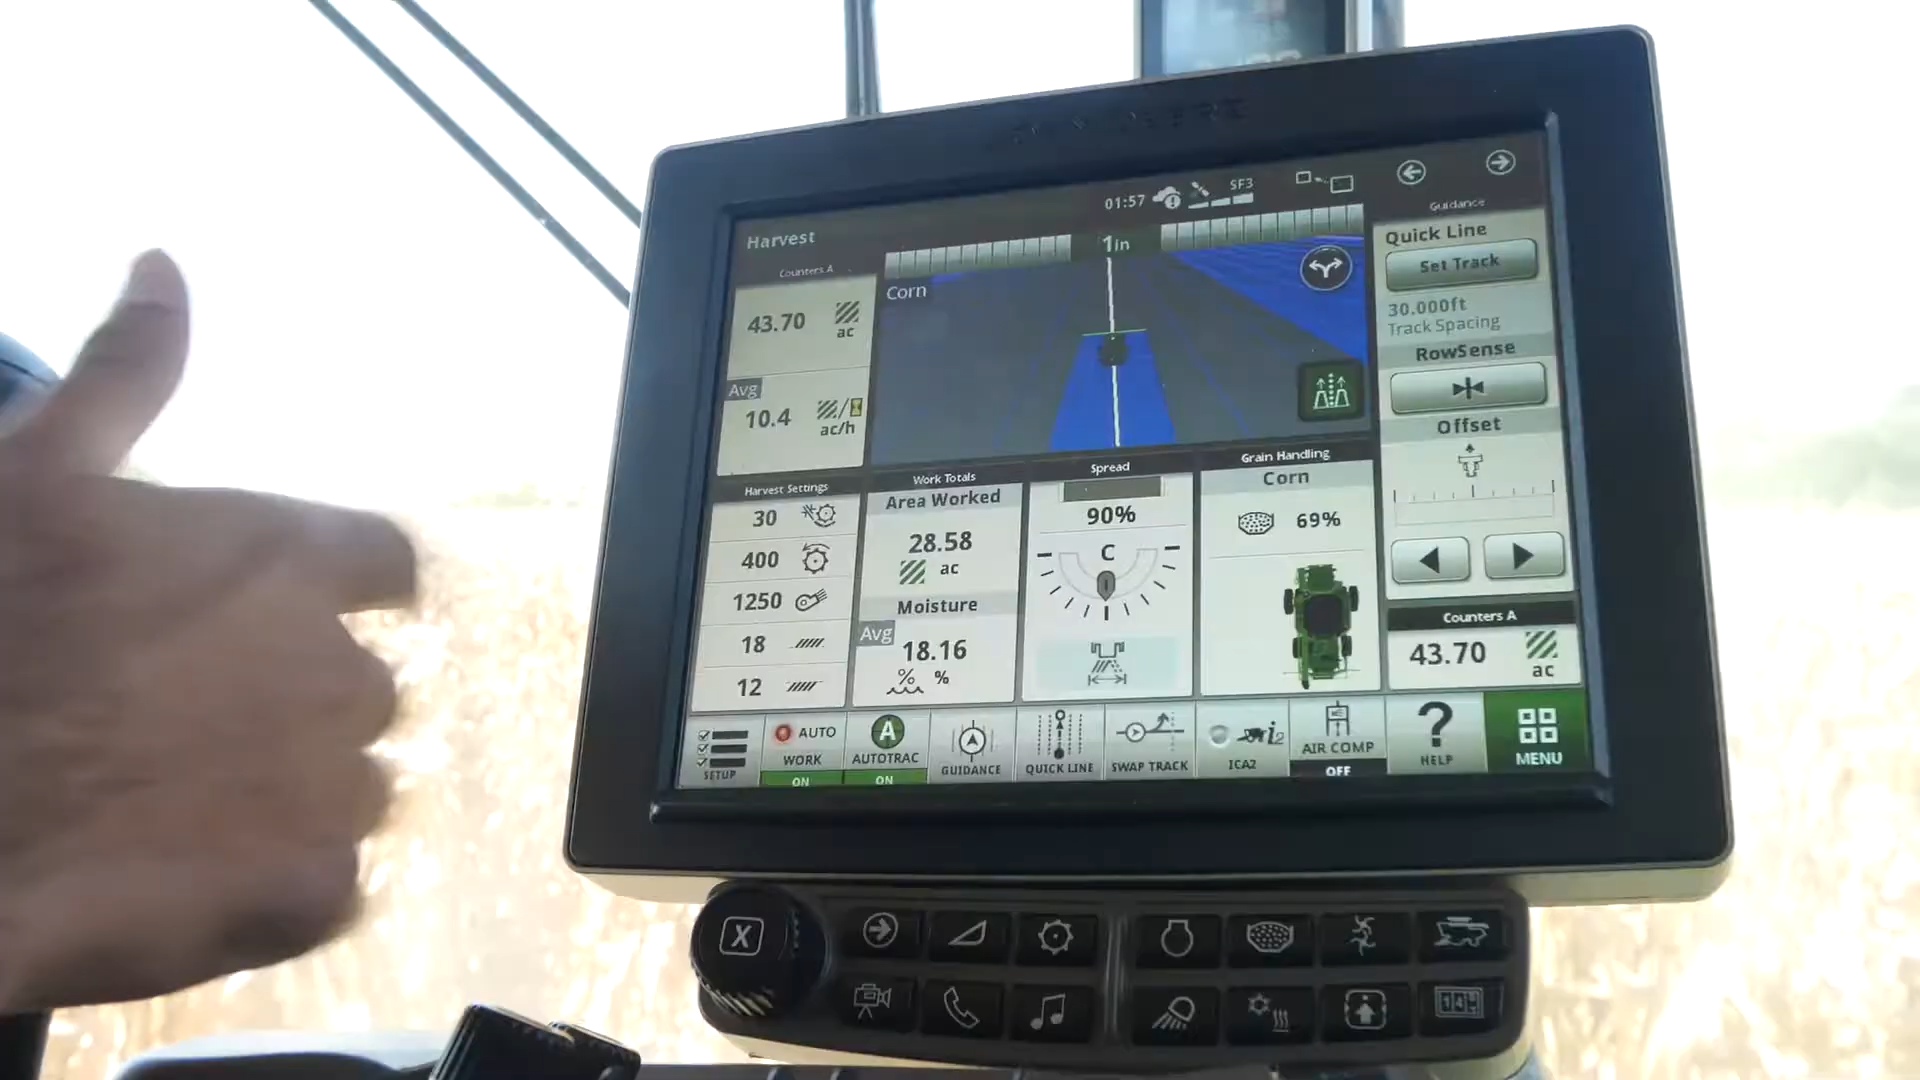 01:57
SF3
Harvest
Counters A
43.70
ac
Avg
10.4
ac/h
1in
Corn
Guidance
Quick Line
Set Track
30.000ft
Track Spacing
RowSense
Offset
Harvest Settings
30
400
1250
18
12
Work Totals
Area Worked
28.58
ac
Moisture
Avg
18.16
% %
Spread
90%
C
Grain Handling
Corn
69%
Counters A
43.70
ac
SETUP
AUTO
WORK
ON
A
AUTOTRAC
ON
GUIDANCE
QUICK LINE
SWAP TRACK
i2
ICA2
AIR COMP
OFF
?
HELP
MENU
X